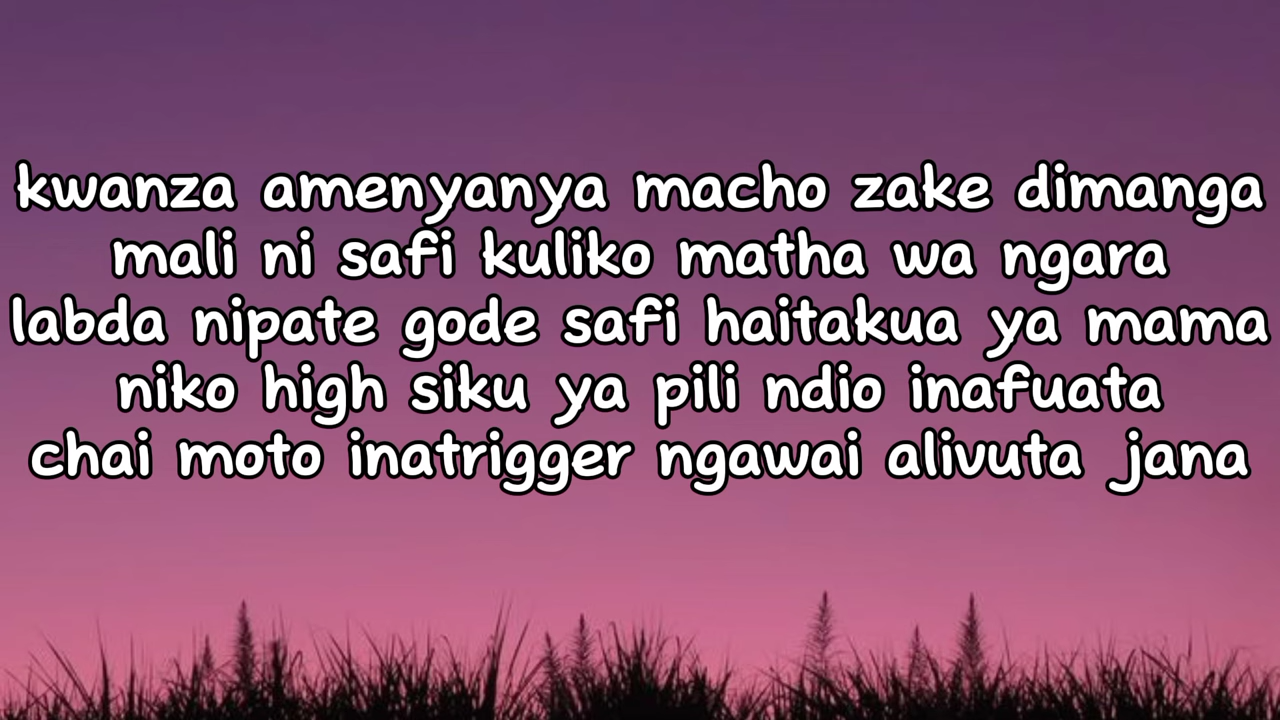 kwanza amenyanya macho zake dimanga
mali ni safi kuliko matha wa ngara
labda nipate gode safi haitakua ya mama
niko high siku ya pili ndio inafuata
chai moto inatrigger ngawai alivuta jana